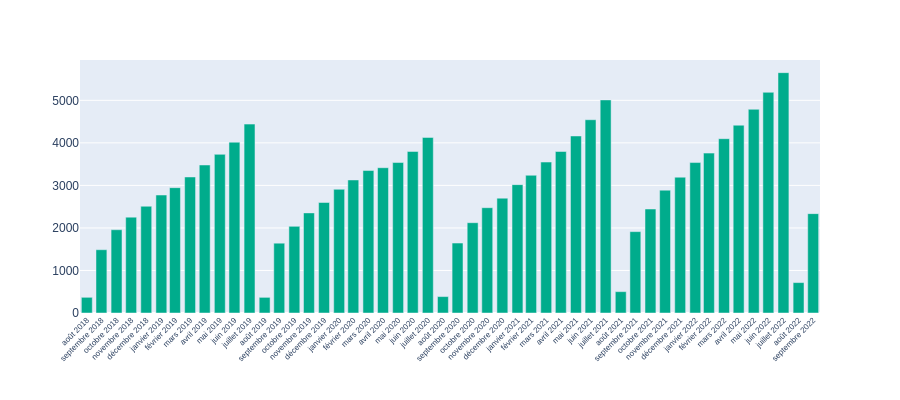 5000
4000
3000
2000
1000
0
août 2018
septembre 2018
octobre 2018
novembre 2018
décembre 2018
janvier 2019
février 2019
mars 2019
avril 2019
mai 2019
juin 2019
juillet 2019
août 2019
septembre 2019
octobre 2019
novembre 2019
décembre 2019
janvier 2020
février 2020
mars 2020
avril 2020
mai 2020
juin 2020
juillet 2020
août 2020
septembre 2020
octobre 2020
novembre 2020
décembre 2020
janvier 2021
février 2021
mars 2021
avril 2021
mai 2021
juin 2021
juillet 2021
août 2021
septembre 2021
octobre 2021
novembre 2021
décembre 2021
janvier 2022
février 2022
mars 2022
avril 2022
mai 2022
juin 2022
juillet 2022
août 2022
septembre 2022